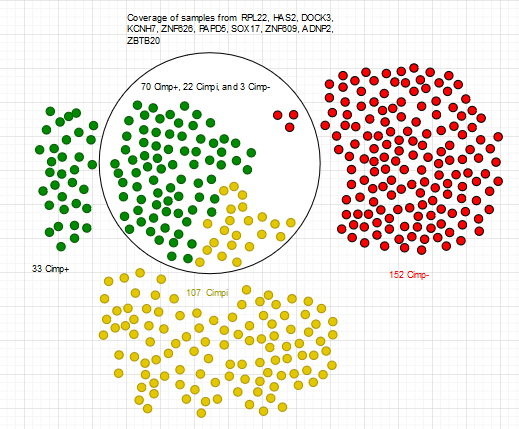 Coverage of samples from RPL22, HAS2, DOCK3,
KCNH7, ZNF626, PAPD5, SOX17, ZNF609, ADNP2,
ZBTB20
70 Cimp+, 22 Cimpi, and 3 Cimp-
33 Cimp+
152 Cimp-
107 Cimpi